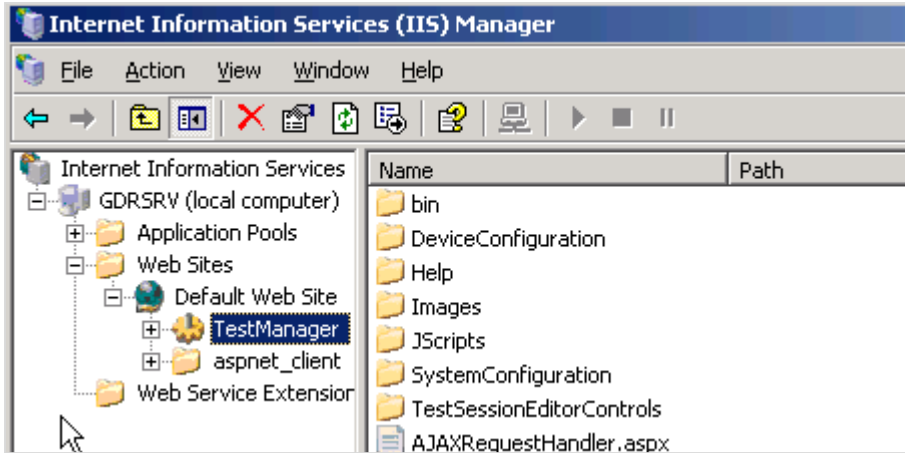 Internet Information Services (IIS) Manager
File Action View Window Help
Internet Information Services
GDRSRV (local computer)
Application Pools
Web Sites
Default Web Site
TestManager
aspnet_client
Web Service Extension
Name Path
bin
DeviceConfiguration
Help
Images
JScripts
SystemConfiguration
TestSessionEditorControls
AJAXRequestHandler.aspx